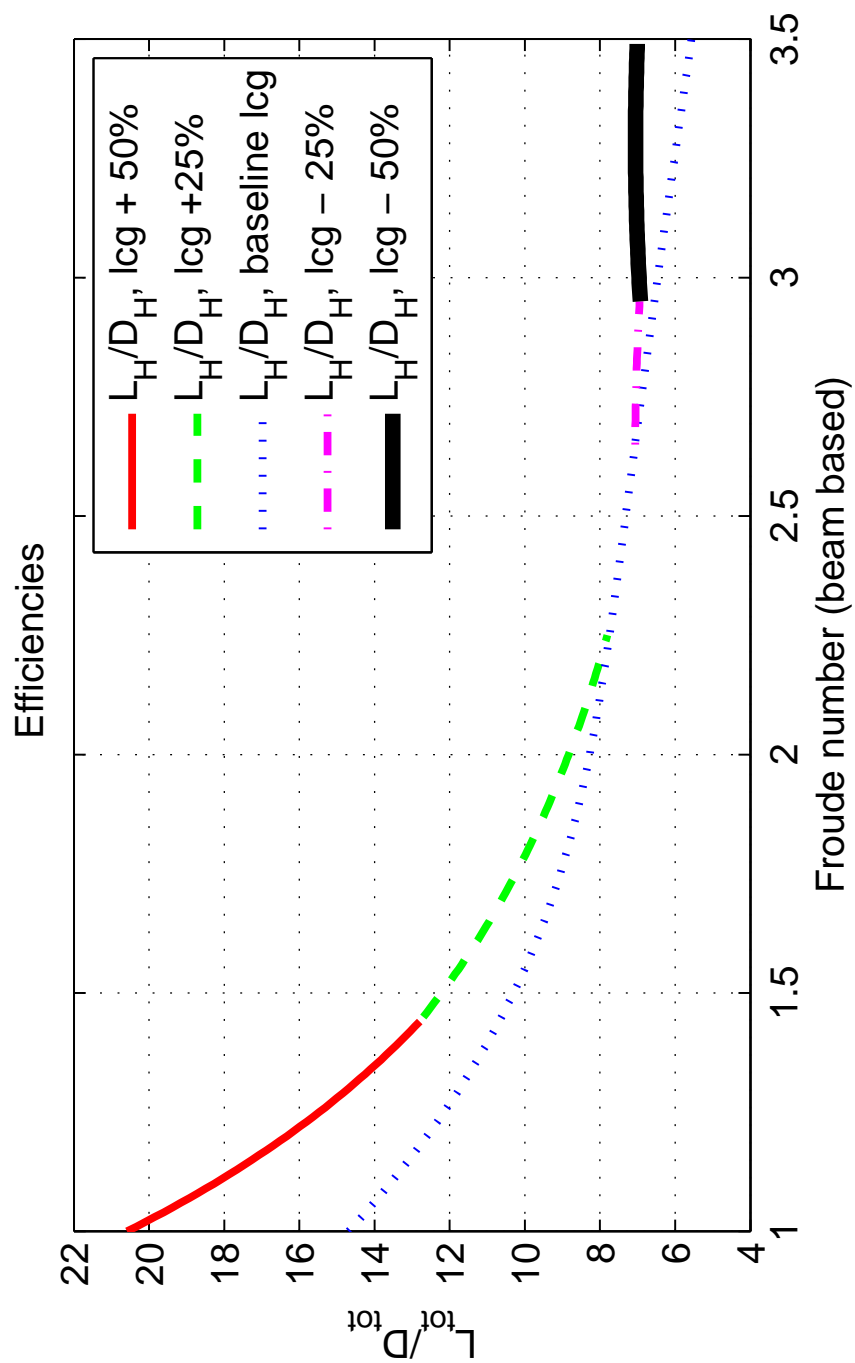 Efficiencies
22
20
18
16
14
12
10
8
6
4
L_tot/D_tot
L_H/D_H, lcg + 50%
L_H/D_H, lcg +25%
L_H/D_H, baseline lcg
L_H/D_H, lcg − 25%
L_H/D_H, lcg − 50%
1 1.5 2 2.5 3 3.5
Froude number (beam based)